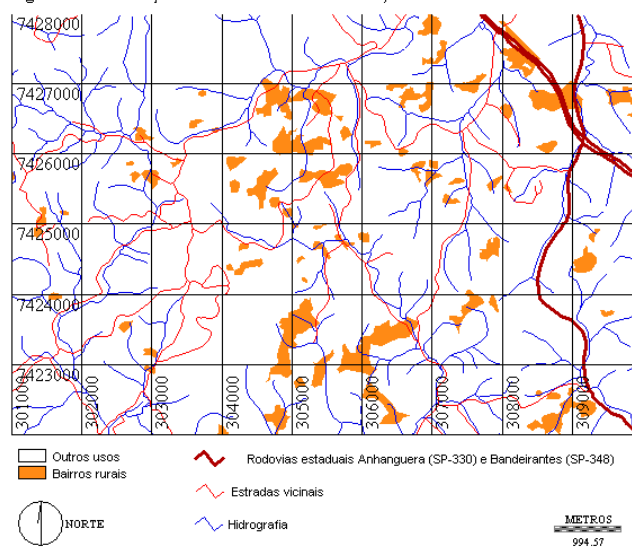 7428000
7427000
7426000
7425000
7424000
7423000
301000
302000
303000
304000
305000
306000
307000
308000
309000
Outros usos
Bairros rurais
Rodovias estaduais Anhanguera (SP-330) e Bandeirantes (SP-348)
Estradas vicinais
Hidrografia
NORTE
METROS
994.57